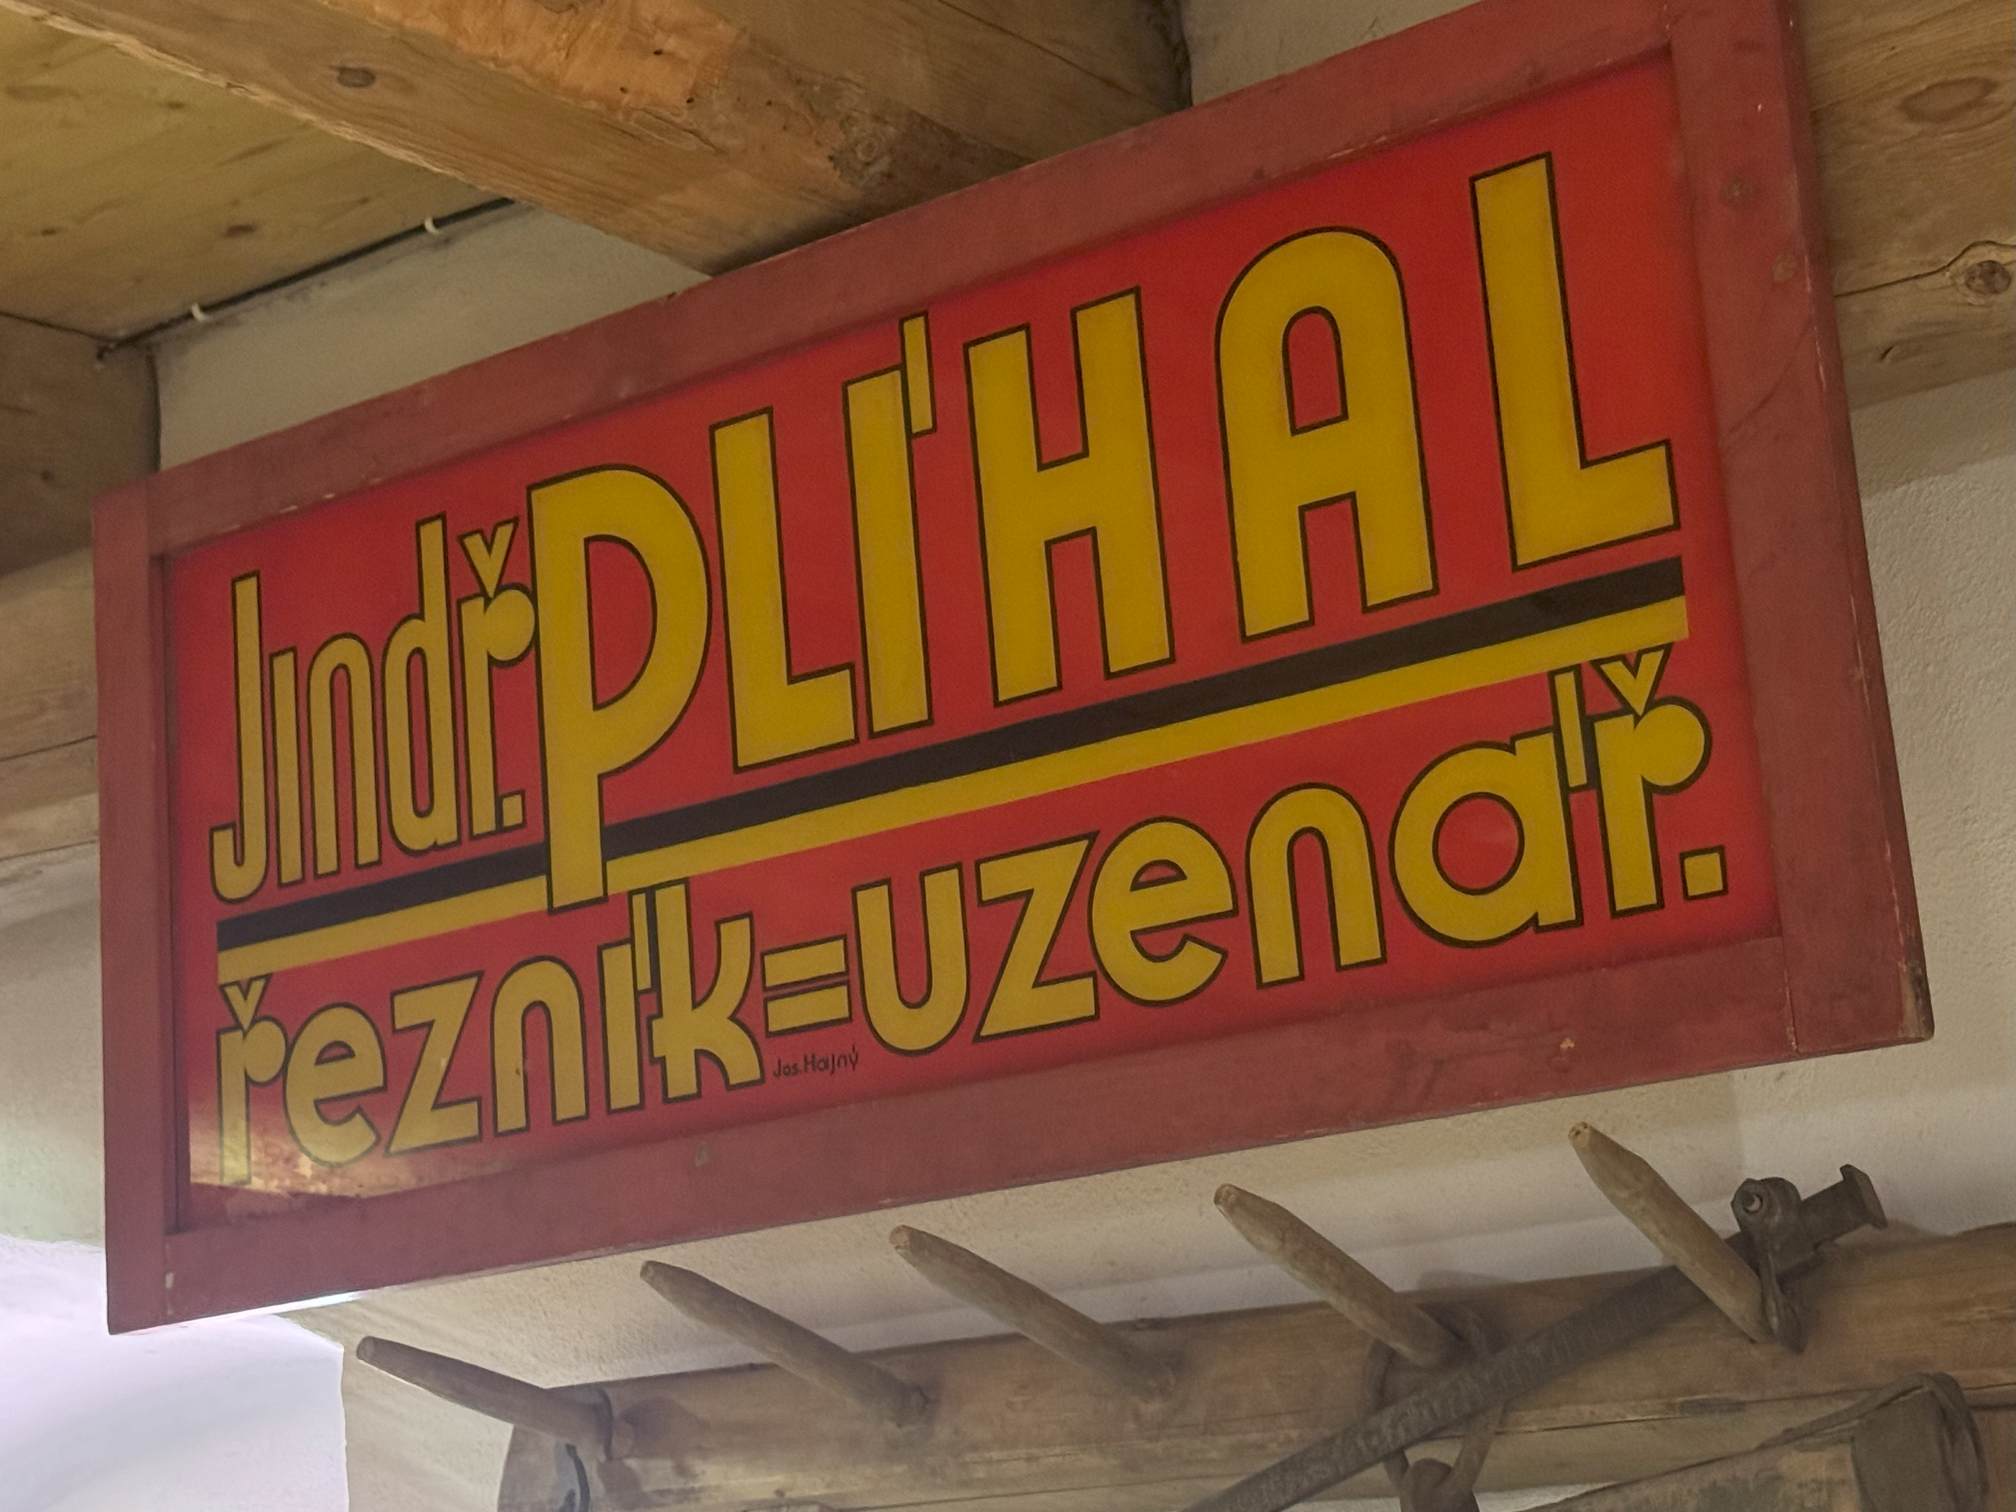 Jindř. PLÍHAL
řezník=uzenář.
Jos. Hajný